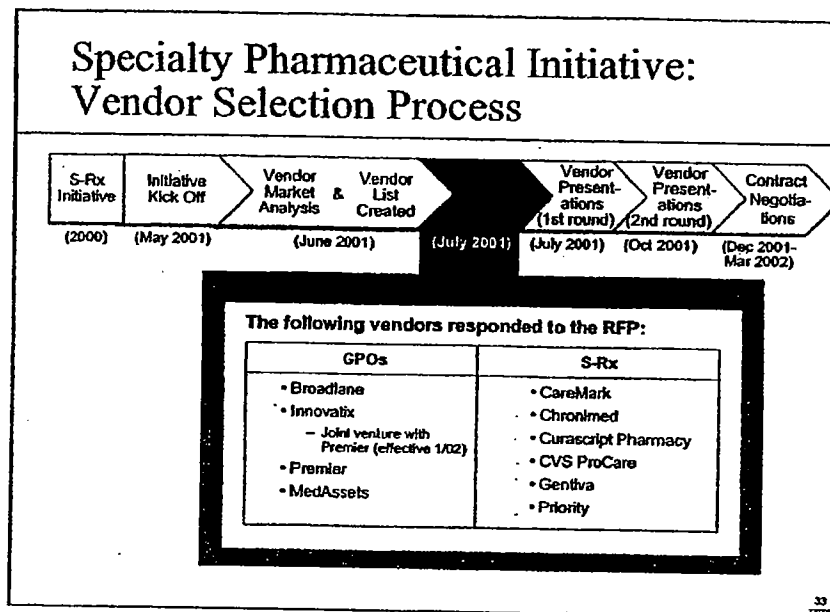 Specialty Pharmaceutical Initiative:
Vendor Selection Process
S-Rx
Initiative
(2000)
Initiative
Kick Off
(May 2001)
Vendor
Market
Analysis
&
Vendor
List
Created
(June 2001)
(July 2001)
Vendor
Present-
ations
(1st round)
(July 2001)
Vendor
Present-
ations
(2nd round)
(Oct 2001)
Contract
Negotia-
tions
(Dec 2001-
Mar 2002)
The following vendors responded to the RFP:
GPOs
• Broadlane
• Innovatix
– Joint venture with
Premier (effective 1/02)
• Premier
• MedAssets
S-Rx
• CareMark
• Chronimed
• Curascript Pharmacy
• CVS ProCare
• Gentiva
• Priority
33